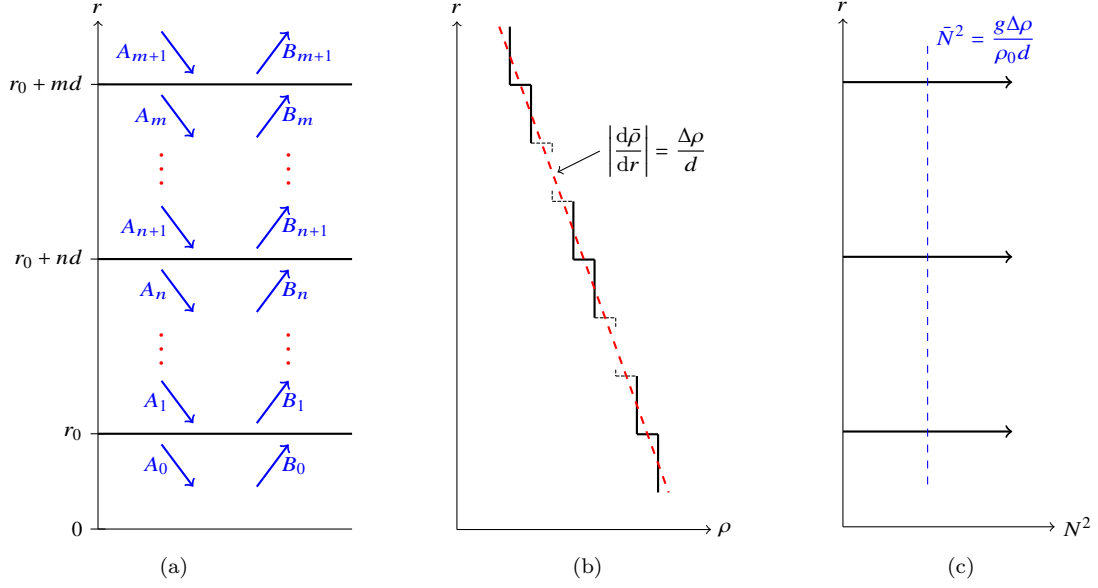 r
A_{m+1}
B_{m+1}
r_0 + md
A_m
B_m
A_{n+1}
B_{n+1}
r_0 + nd
A_n
B_n
A_1
B_1
r_0
A_0
B_0
0
(a)
r
|dρ̄/dr| = Δρ/d
ρ
(b)
r
N̄^2 = gΔρ/ρ_0d
N^2
(c)